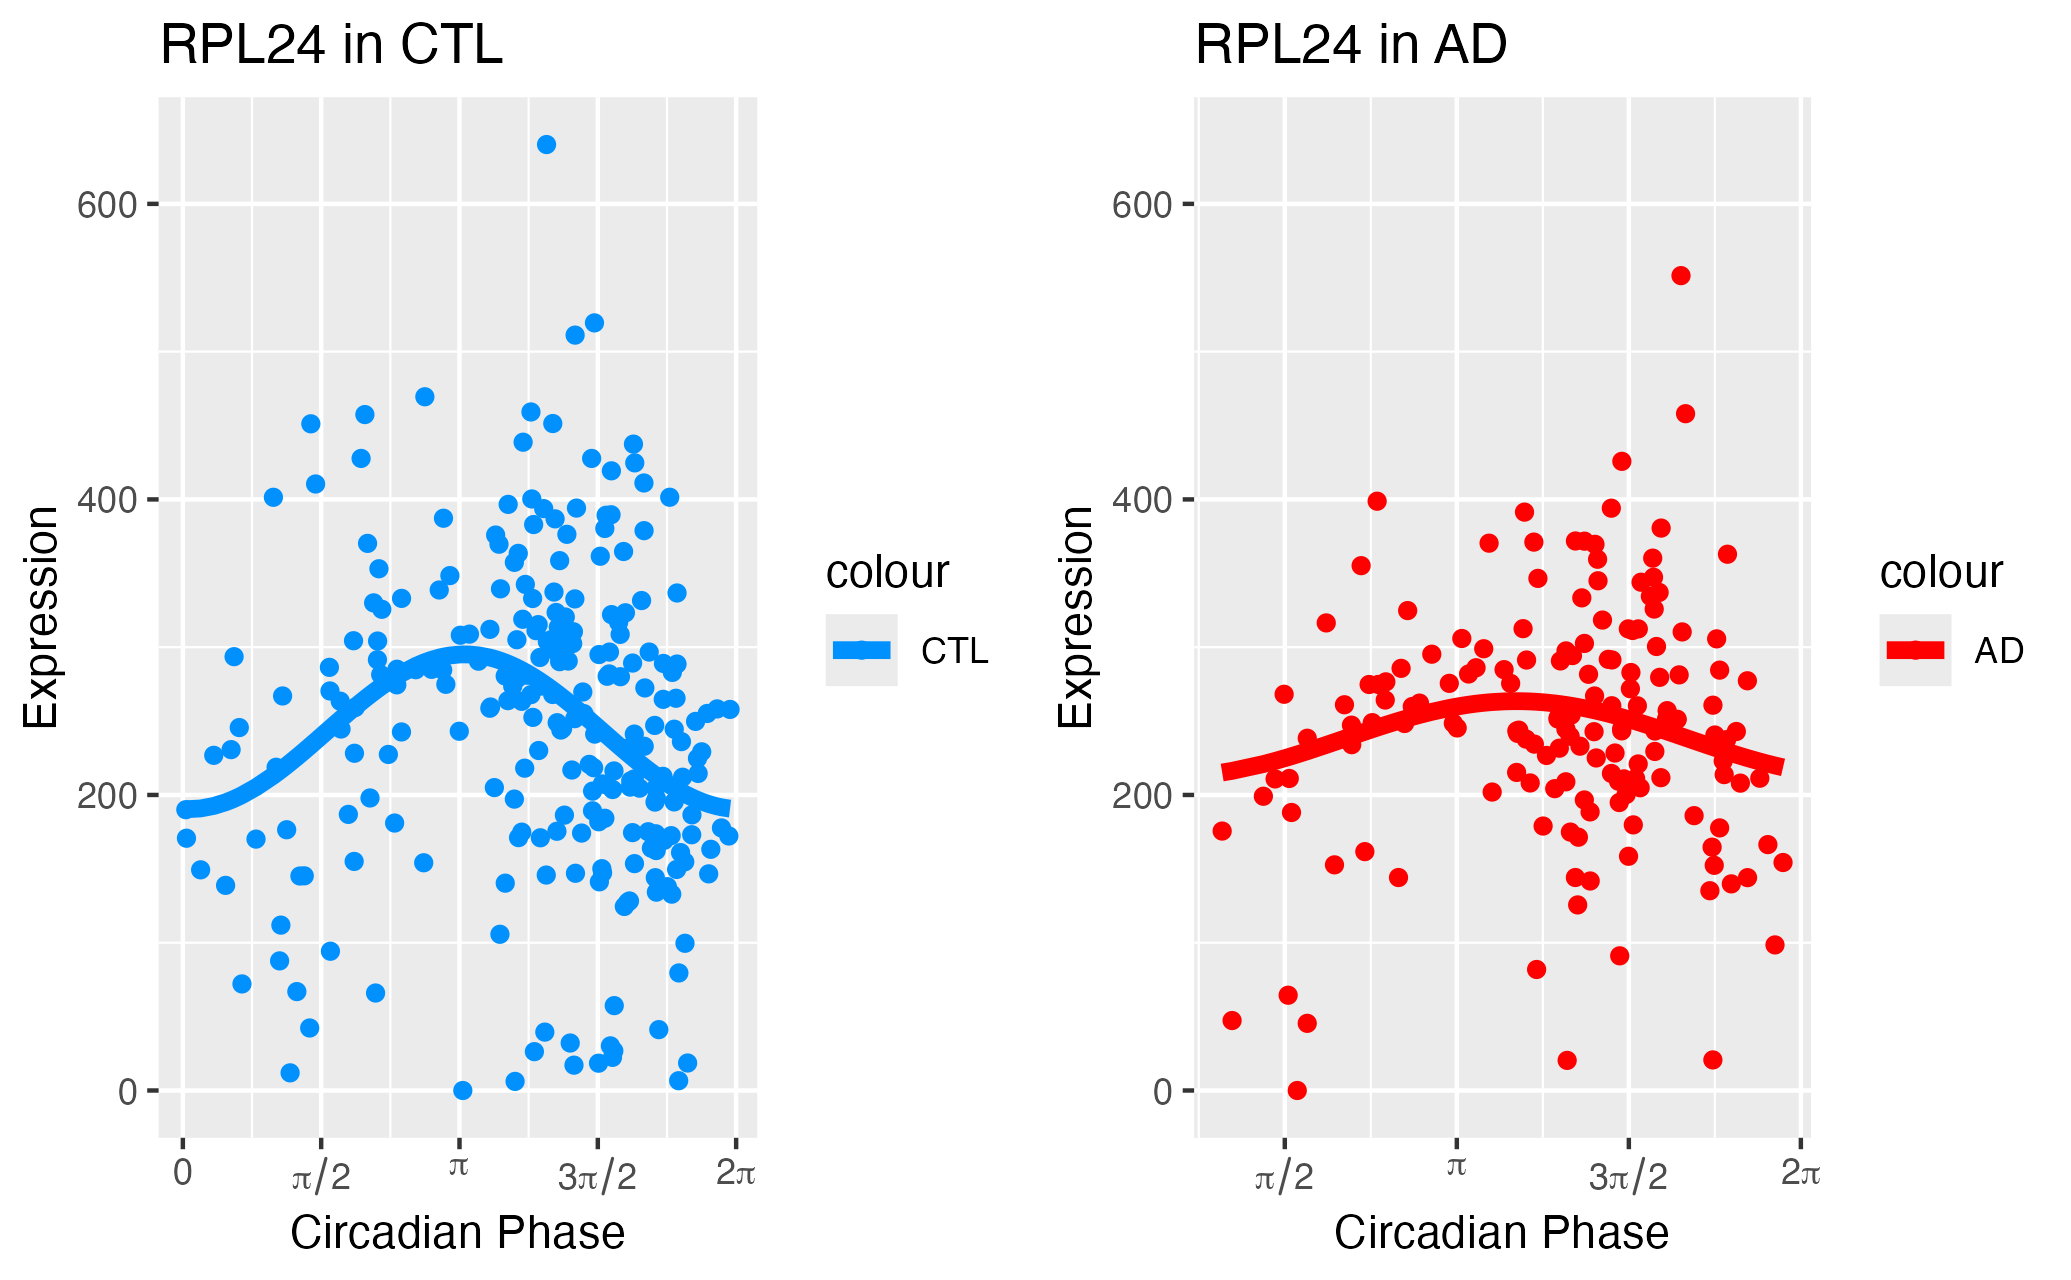 RPL24 in CTL
600
400
200
0
Expression
0 π/2 π 3π/2 2π
Circadian Phase
colour
CTL
RPL24 in AD
600
400
200
0
Expression
π/2 π 3π/2 2π
Circadian Phase
colour
AD